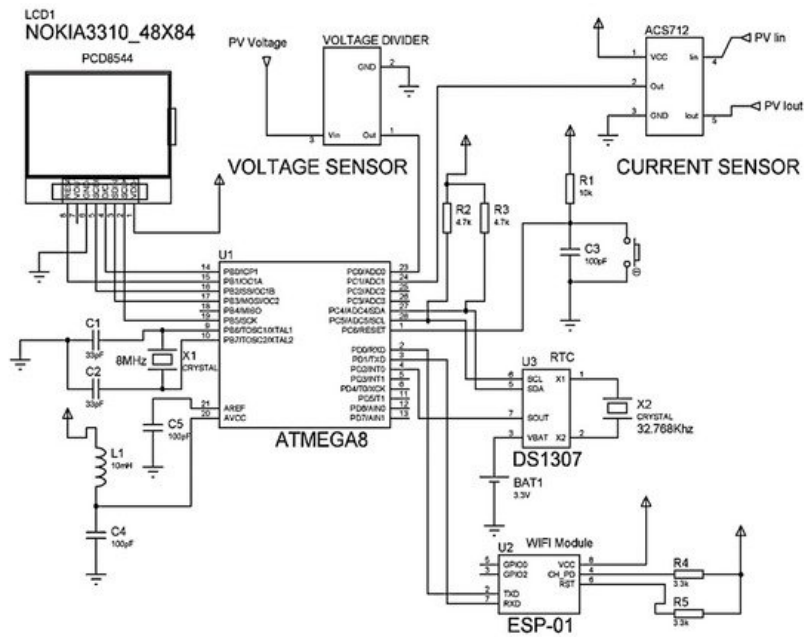 LCD1
NOKIA3310_48X84
PCD8544
8 7 6 5 4 3 2 1
PV Voltage
VOLTAGE DIVIDER
GND 2
3 Vin Out 1
VOLTAGE SENSOR
ACS712
1 VCC Iin 4
2 Out
3 GND Iout 5
PV Iin
PV Iout
CURRENT SENSOR
R1
10k
R2
4.7k
R3
4.7k
C3
100pF
U1
14 PB0/ICP1
15 PB1/OC1A
16 PB2/SS/OC1B
17 PB3/MOSI/OC2
18 PB4/MISO
19 PB5/SCK
9 PB6/TOSC1/XTAL1
10 PB7/TOSC2/XTAL2
21 AREF
20 AVCC
PC0/ADC0 23
PC1/ADC1 24
PC2/ADC2 25
PC3/ADC3 26
PC4/ADC4/SDA 27
PC5/ADC5/SCL 28
PC6/RESET 1
PD0/RXD 2
PD1/TXD 3
PD2/INT0 4
PD3/INT1 5
PD4/T0/XCK 6
PD5/T1 11
PD6/AIN0 12
PD7/AIN1 13
ATMEGA8
C1
33pF
C2
33pF
8MHz
X1
CRYSTAL
C5
100pF
L1
10mH
C4
100pF
U3 RTC
6 SCL X1 1
5 SDA
7 SOUT
3 VBAT X2 2
DS1307
X2
CRYSTAL
32.768Khz
BAT1
3.3V
U2 WIFI Module
5 GPIO0 VCC 8
3 GPIO2 CH_PD 4
RST 6
2 TXD
7 RXD
ESP-01
R4
3.3k
R5
3.3k